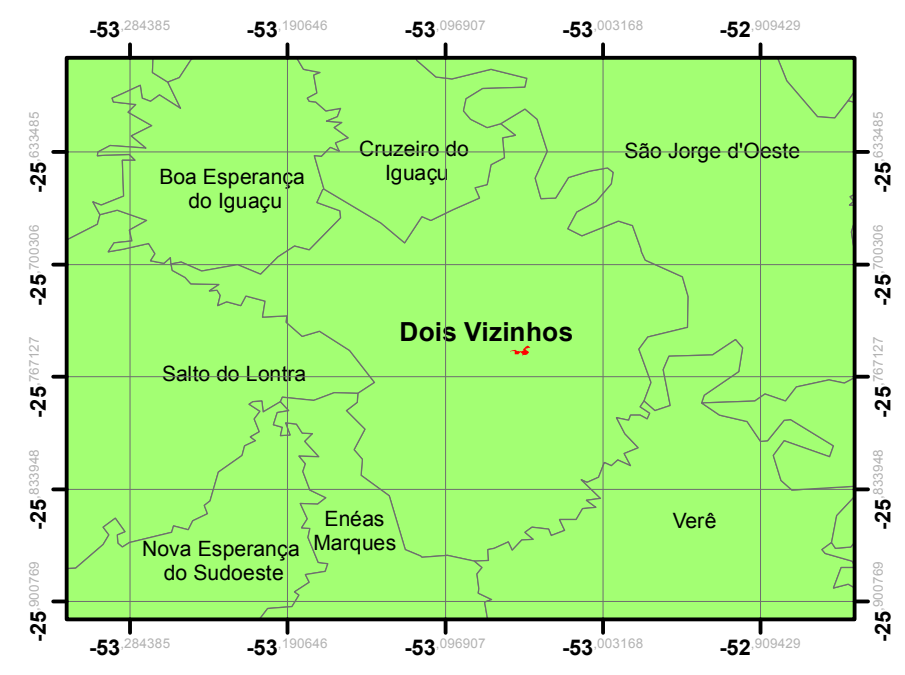 -53,284385 -53,190646 -53,096907 -53,003168 -52,909429
-25,633485
-25,633485
Cruzeiro do
Iguaçu
São Jorge d'Oeste
Boa Esperança
do Iguaçu
-25,700306
-25,700306
Dois Vizinhos
-25,767127
-25,767127
Salto do Lontra
-25,833948
-25,833948
Enéas
Marques
Verê
Nova Esperança
do Sudoeste
-25,900769
-25,900769
-53,284385 -53,190646 -53,096907 -53,003168 -52,909429